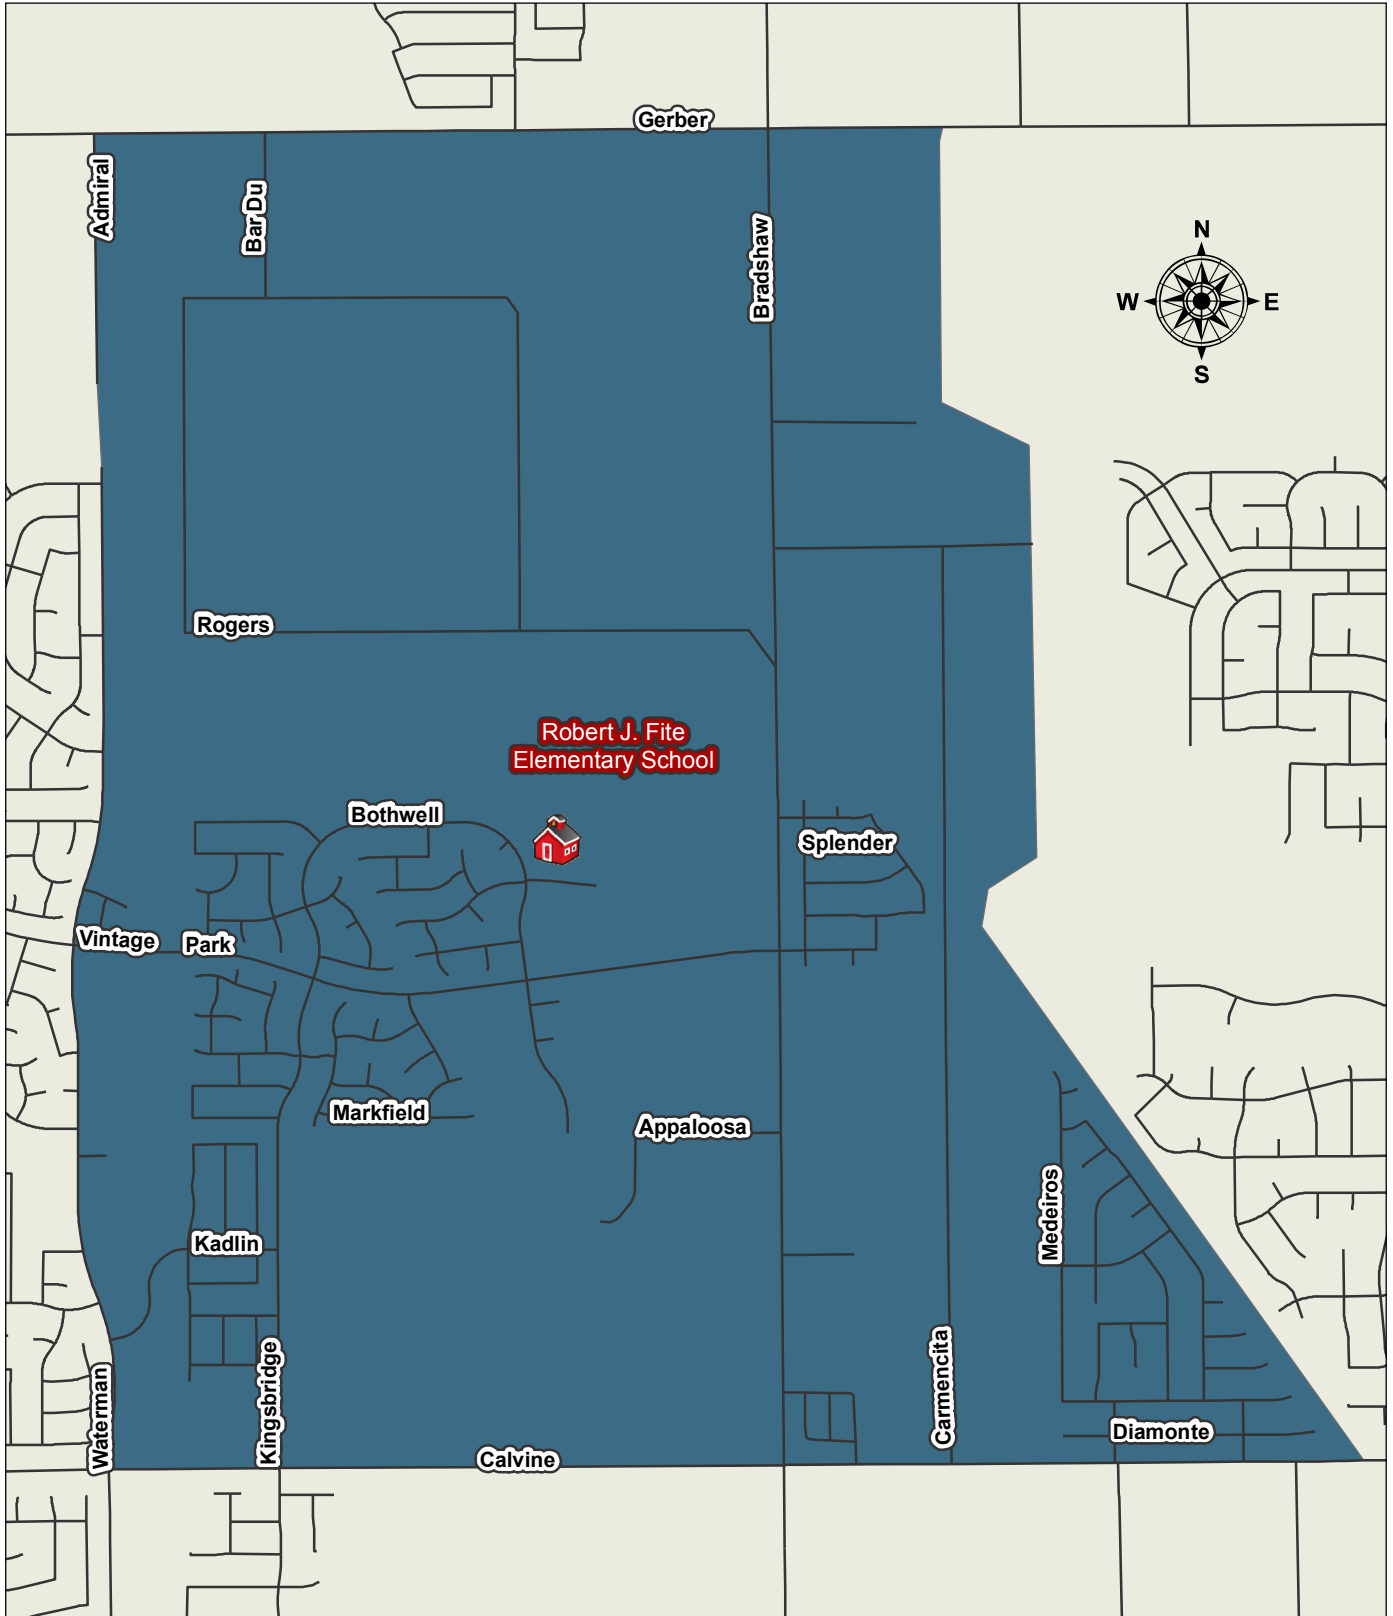 Gerber
Admiral
Bar Du
Bradshaw
N
W
E
S
Rogers
Robert J. Fite
Elementary School
Bothwell
Splender
Vintage
Park
Markfield
Appaloosa
Medeiros
Kadlin
Waterman
Kingsbridge
Carmencita
Diamonte
Calvine